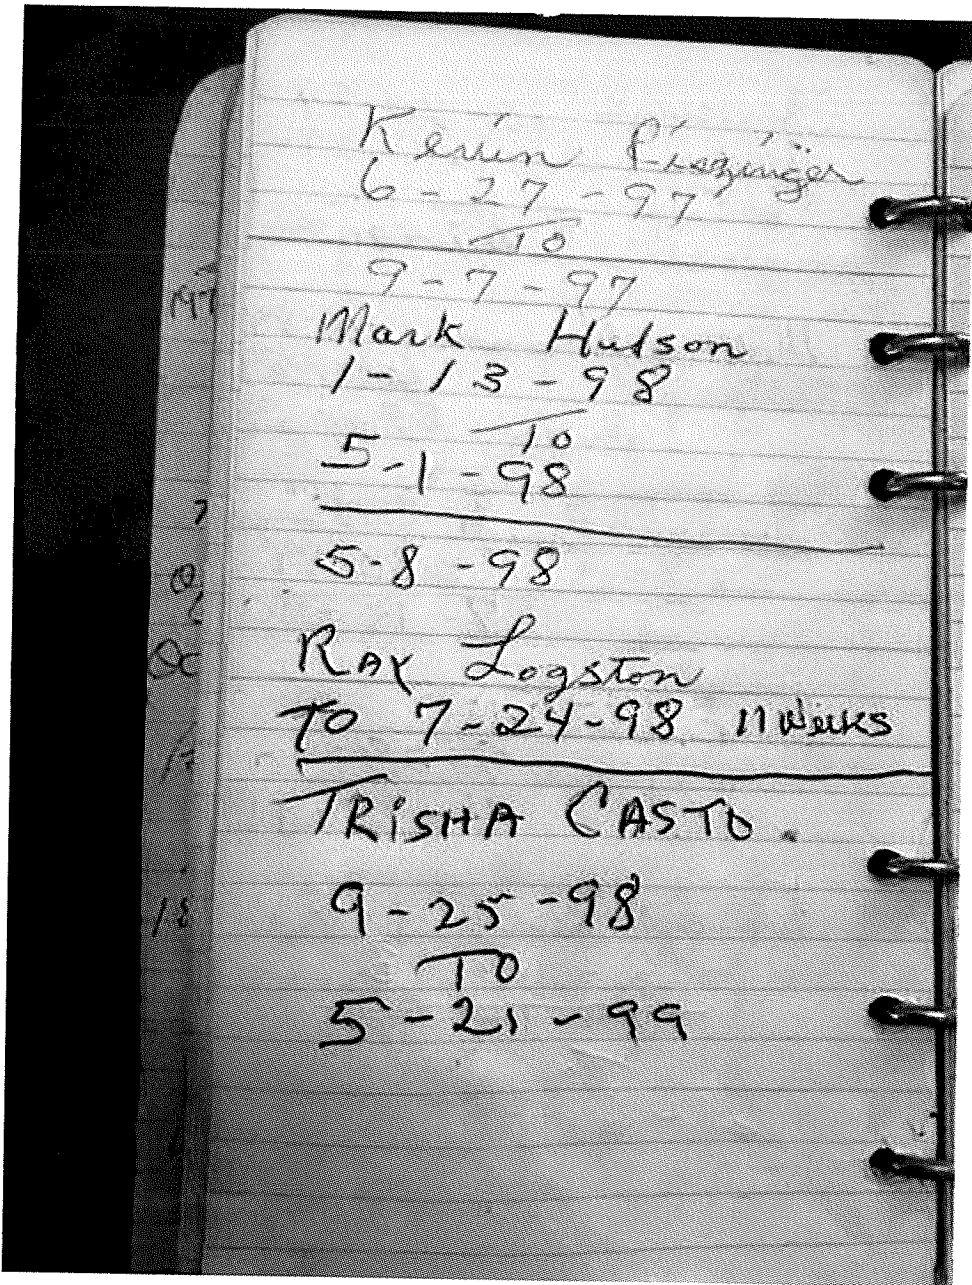 Kevin
6-27-97
TO
9-7-97
Mark Hutson
1-13-98
TO
5-1-98
5-8-98
RAY Logston
TO 7-24-98 11 Weeks
TRiSHA CASTO.
9-25-98
TO
5-21-99